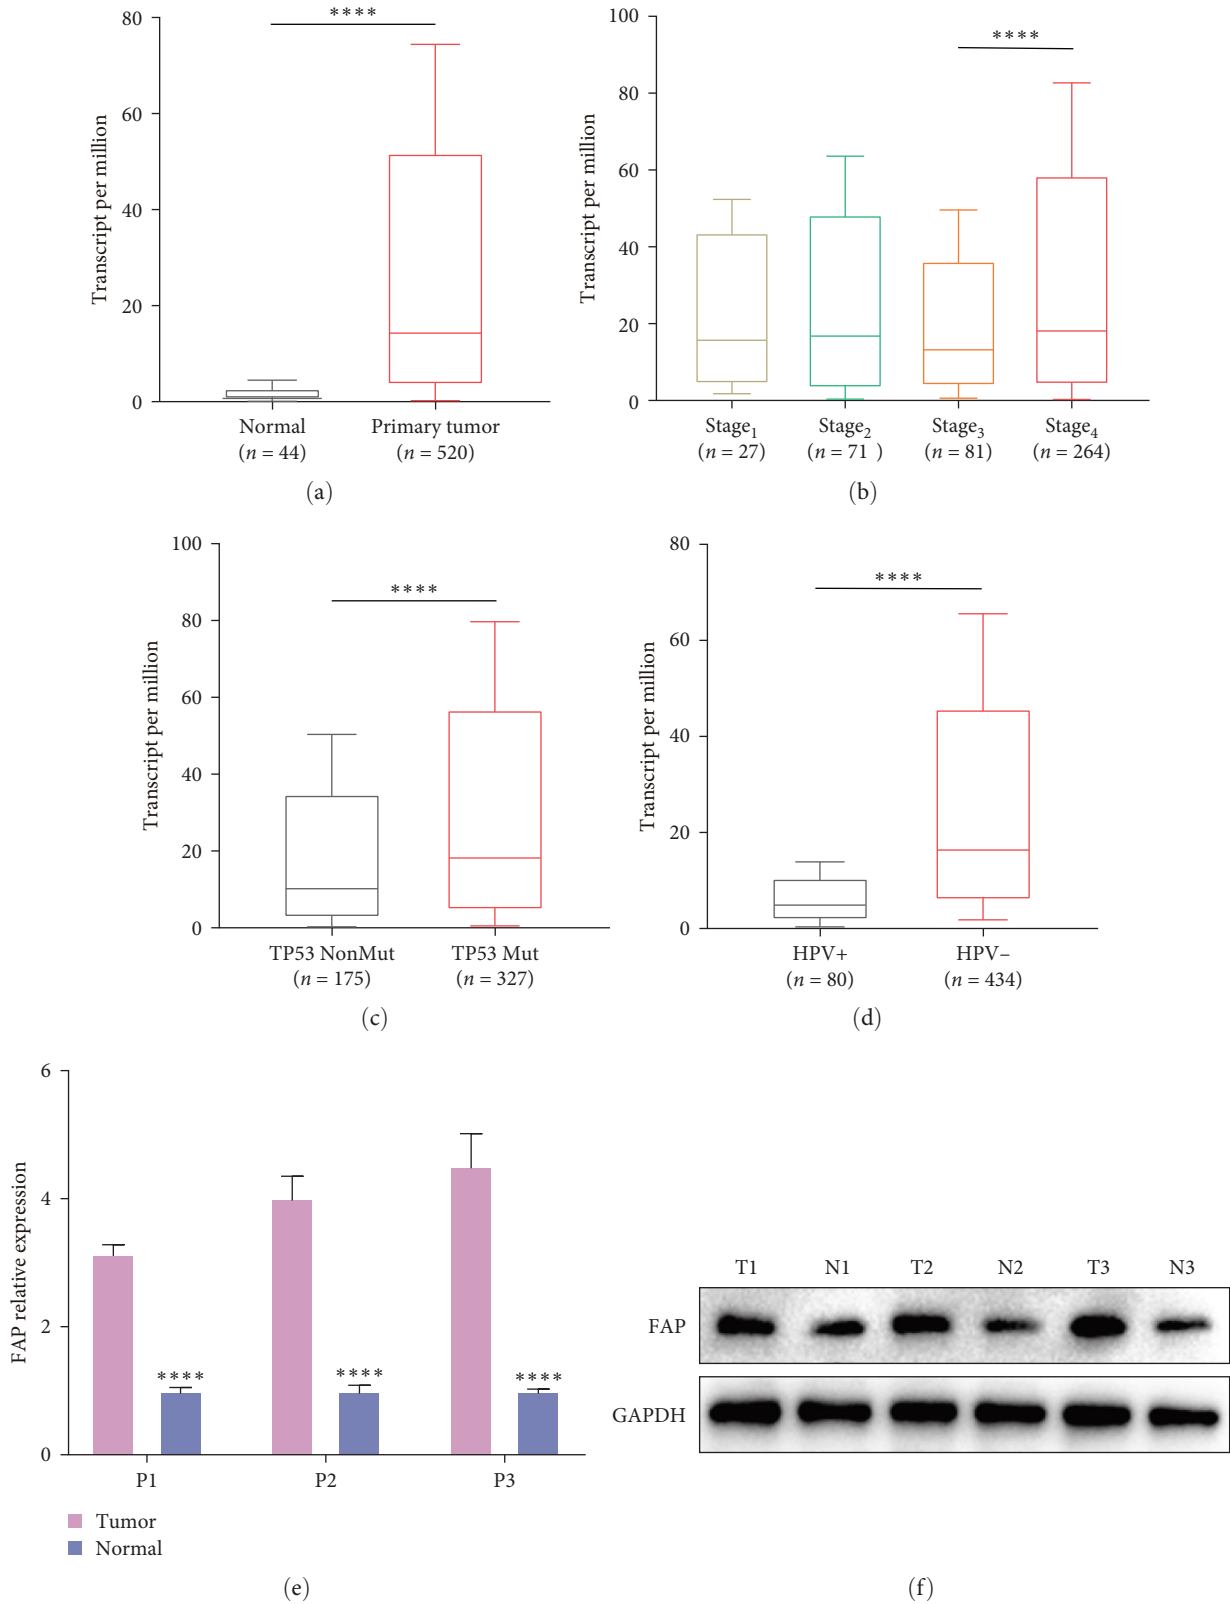 ****
80
60
40
20
0
Transcript per million
Normal
(n = 44)
Primary tumor
(n = 520)
(a)
****
100
80
60
40
20
0
Transcript per million
Stage1
(n = 27)
Stage2
(n = 71 )
Stage3
(n = 81)
Stage4
(n = 264)
(b)
****
100
80
60
40
20
0
Transcript per million
TP53 NonMut
(n = 175)
TP53 Mut
(n = 327)
(c)
****
80
60
40
20
0
Transcript per million
HPV+
(n = 80)
HPV−
(n = 434)
(d)
6
4
2
0
FAP relative expression
****
****
****
P1
P2
P3
Tumor
Normal
(e)
T1 N1 T2 N2 T3 N3
FAP
GAPDH
(f)